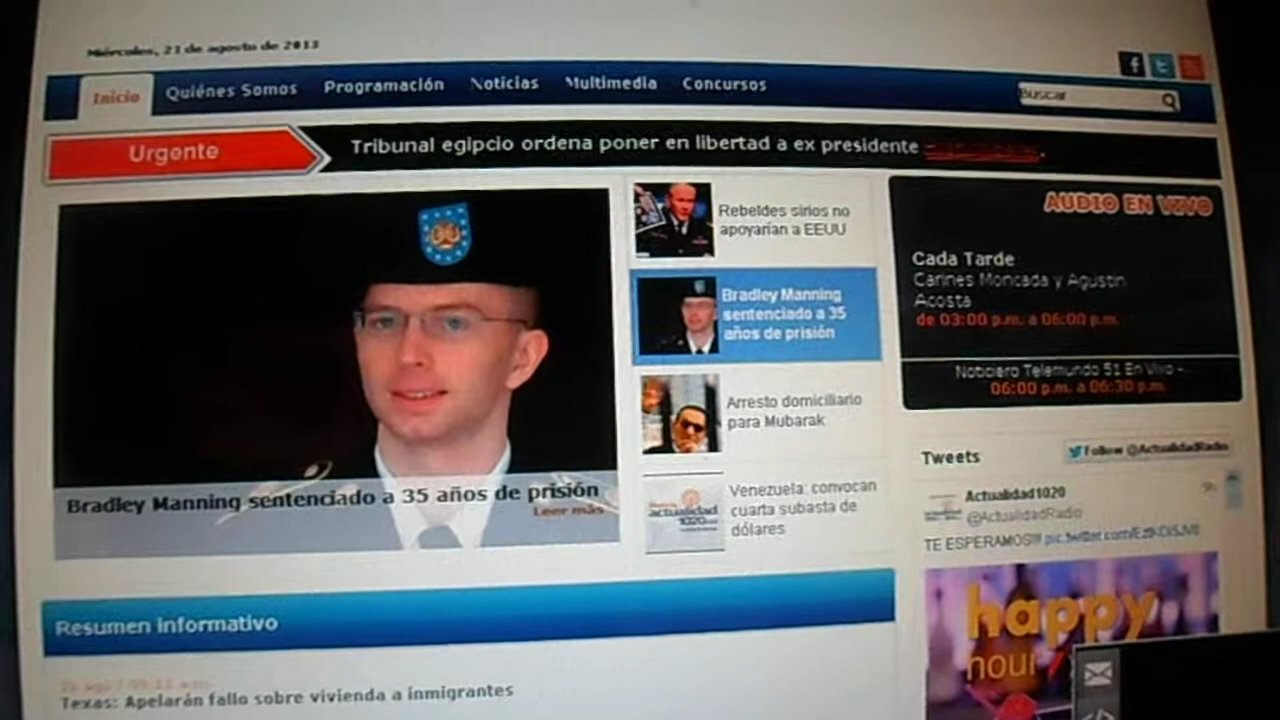 Miércoles, 21 de agosto de 2013
Inicio
Quiénes Somos
Programación
Noticias
Multimedia
Concursos
Buscar
Urgente
Tribunal egipcio ordena poner en libertad a ex presidente
Bradley Manning sentenciado a 35 años de prisión
Leer más
Rebeldes sirios no
apoyarían a EEUU
Bradley Manning
sentenciado a 35
años de prisión
Arresto domiciliario
para Mubarak
actualidad
1020
Venezuela: convocan
cuarta subasta de
dólares
AUDIO EN VIVO
Cada Tarde
Carines Moncada y Agustin
Acosta
de 03:00 p.m. a 06:00 p.m.
Noticiero Telemundo 51 En Vivo -
06:00 p.m. a 06:30 p.m.
Tweets
Follow @ActualidadRadio
Actualidad1020
@ActualidadRadio
TE ESPERAMOS!!!
happy
hour
Resumen Informativo
Texas: Apelarán fallo sobre vivienda a inmigrantes